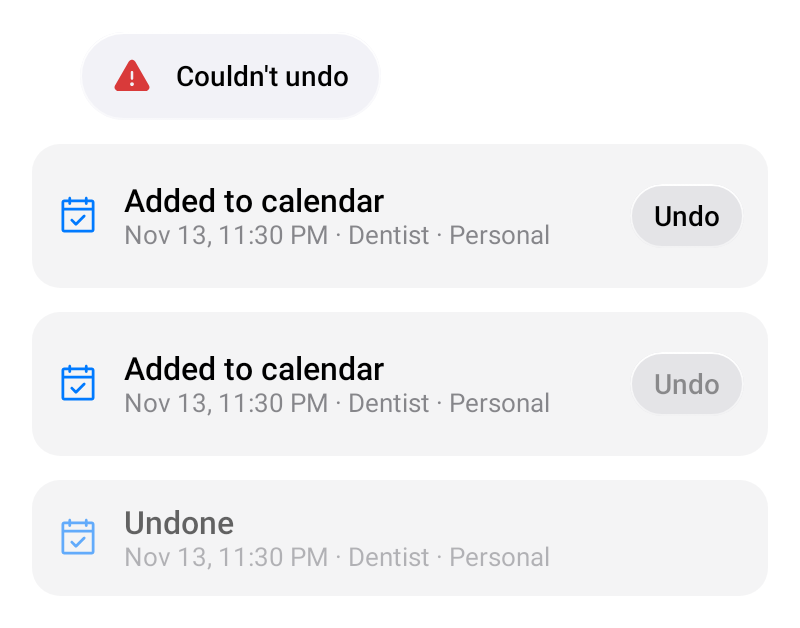 Couldn't undo
Added to calendar
Nov 13, 11:30 PM · Dentist · Personal
Undo
Added to calendar
Nov 13, 11:30 PM · Dentist · Personal
Undo
Undone
Nov 13, 11:30 PM · Dentist · Personal